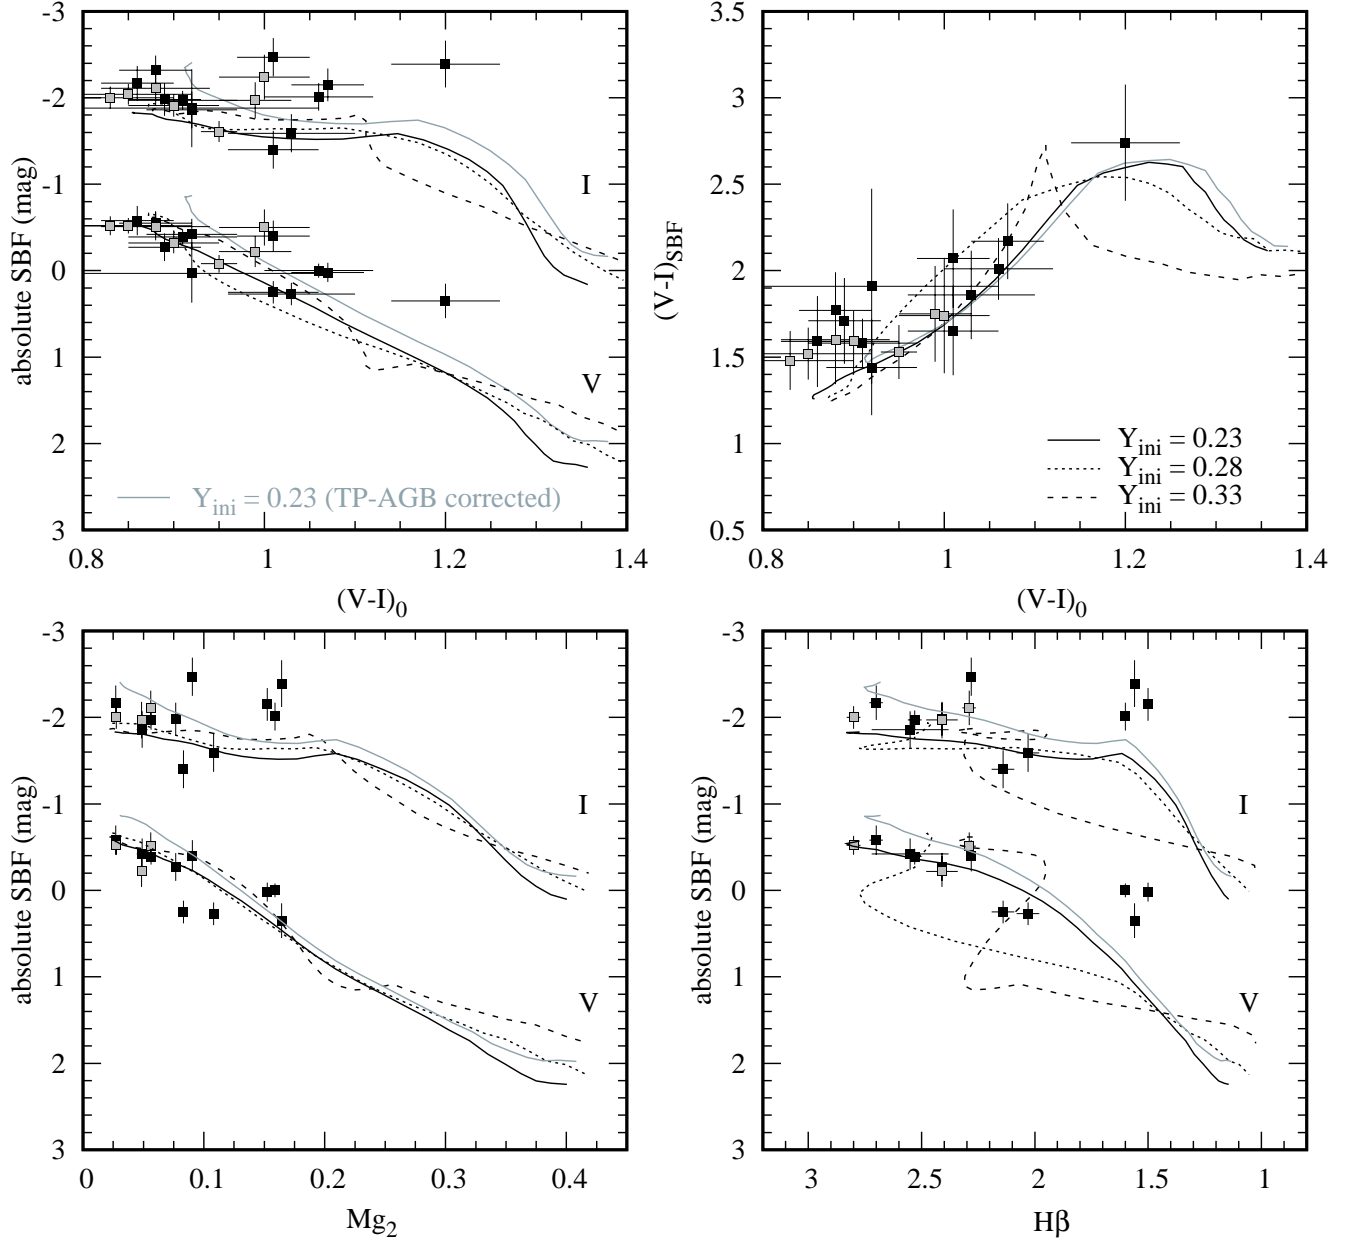 -3
-2
-1
0
1
2
3
absolute SBF (mag)
I
V
Y_ini = 0.23 (TP-AGB corrected)
0.8
1
1.2
1.4
(V-I)_0
3.5
3
2.5
2
1.5
1
0.5
(V-I)_SBF
Y_ini = 0.23
Y_ini = 0.28
Y_ini = 0.33
0.8
1
1.2
1.4
(V-I)_0
-3
-2
-1
0
1
2
3
absolute SBF (mag)
I
V
0
0.1
0.2
0.3
0.4
Mg_2
-3
-2
-1
0
1
2
3
absolute SBF (mag)
I
V
3
2.5
2
1.5
1
Hβ